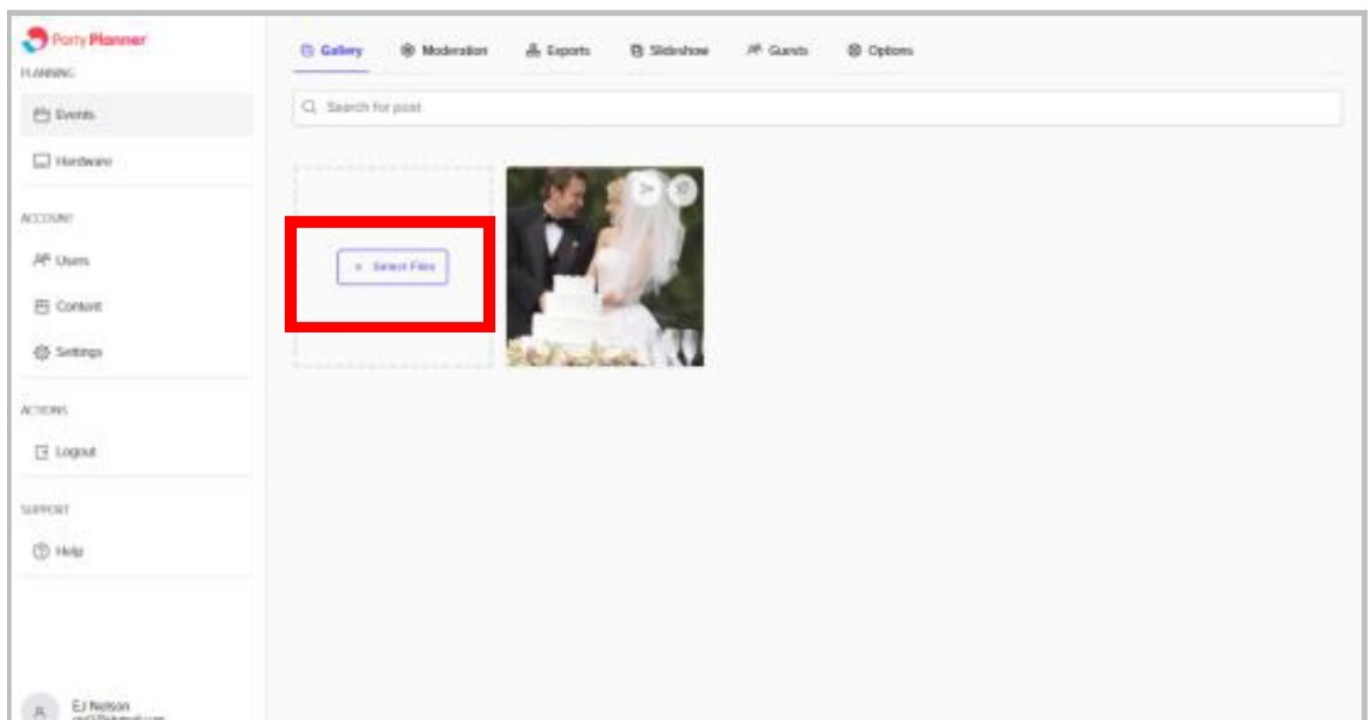 Party Planner
PLANNING
Events
Hardware
ACCOUNT
Users
Content
Settings
ACTIONS
Logout
SUPPORT
Help
EJ Nelson
Gallery
Moderation
Exports
Slideshow
Guests
Options
Search for post
+ Select Files